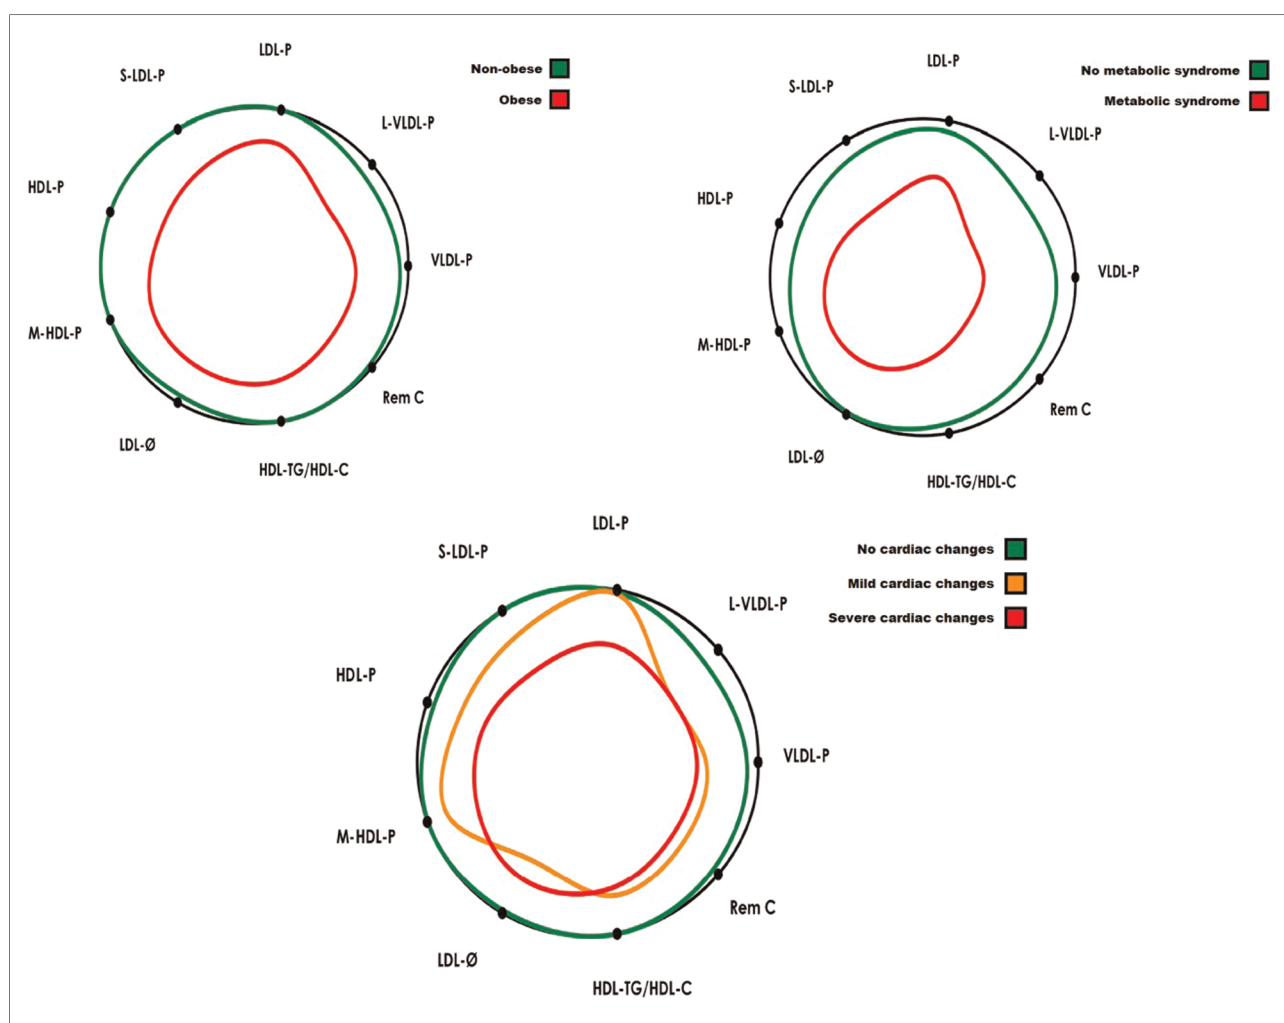 LDL-P
S-LDL-P
L-VLDL-P
HDL-P
VLDL-P
M-HDL-P
Rem C
LDL-Ø
HDL-TG/HDL-C
Non-obese
Obese
LDL-P
S-LDL-P
L-VLDL-P
HDL-P
VLDL-P
M-HDL-P
Rem C
LDL-Ø
HDL-TG/HDL-C
No metabolic syndrome
Metabolic syndrome
LDL-P
S-LDL-P
L-VLDL-P
HDL-P
VLDL-P
M-HDL-P
Rem C
LDL-Ø
HDL-TG/HDL-C
No cardiac changes
Mild cardiac changes
Severe cardiac changes